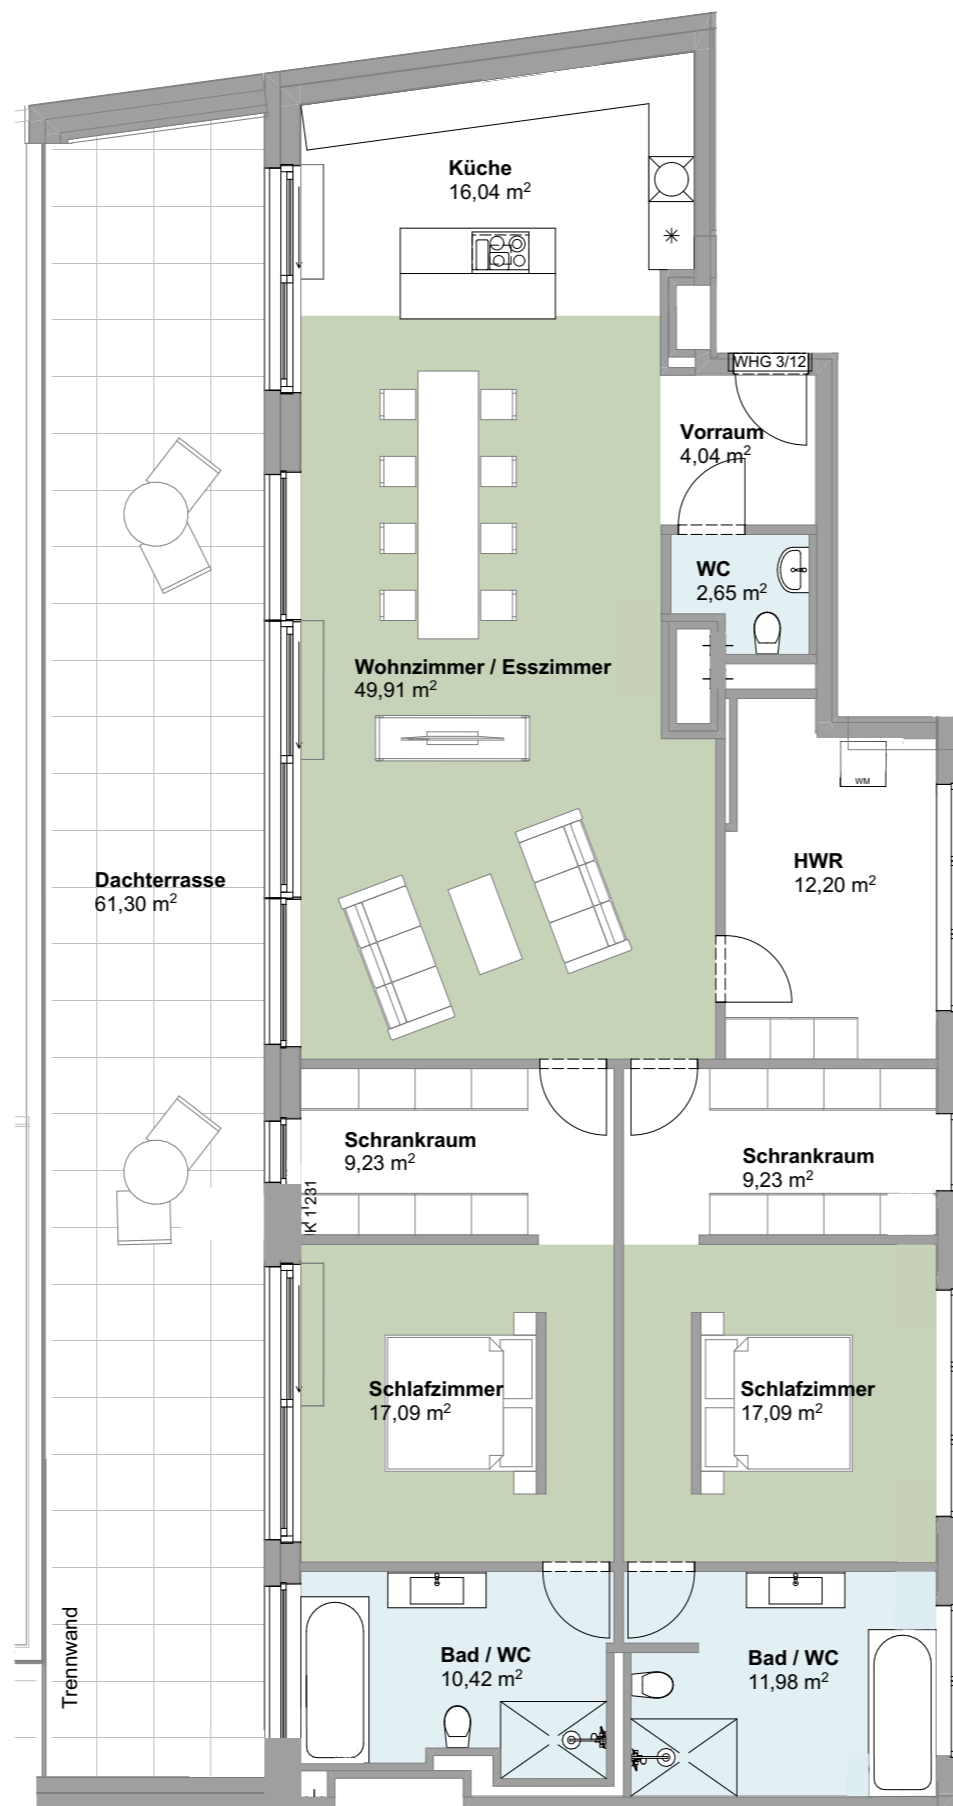 Küche
16,04 m²
WHG 3/12
Vorraum
4,04 m²
WC
2,65 m²
Wohnzimmer / Esszimmer
49,91 m²
WM
HWR
12,20 m²
Dachterrasse
61,30 m²
Schrankraum
9,23 m²
Schrankraum
9,23 m²
Schlafzimmer
17,09 m²
Schlafzimmer
17,09 m²
Trennwand
Bad / WC
10,42 m²
Bad / WC
11,98 m²